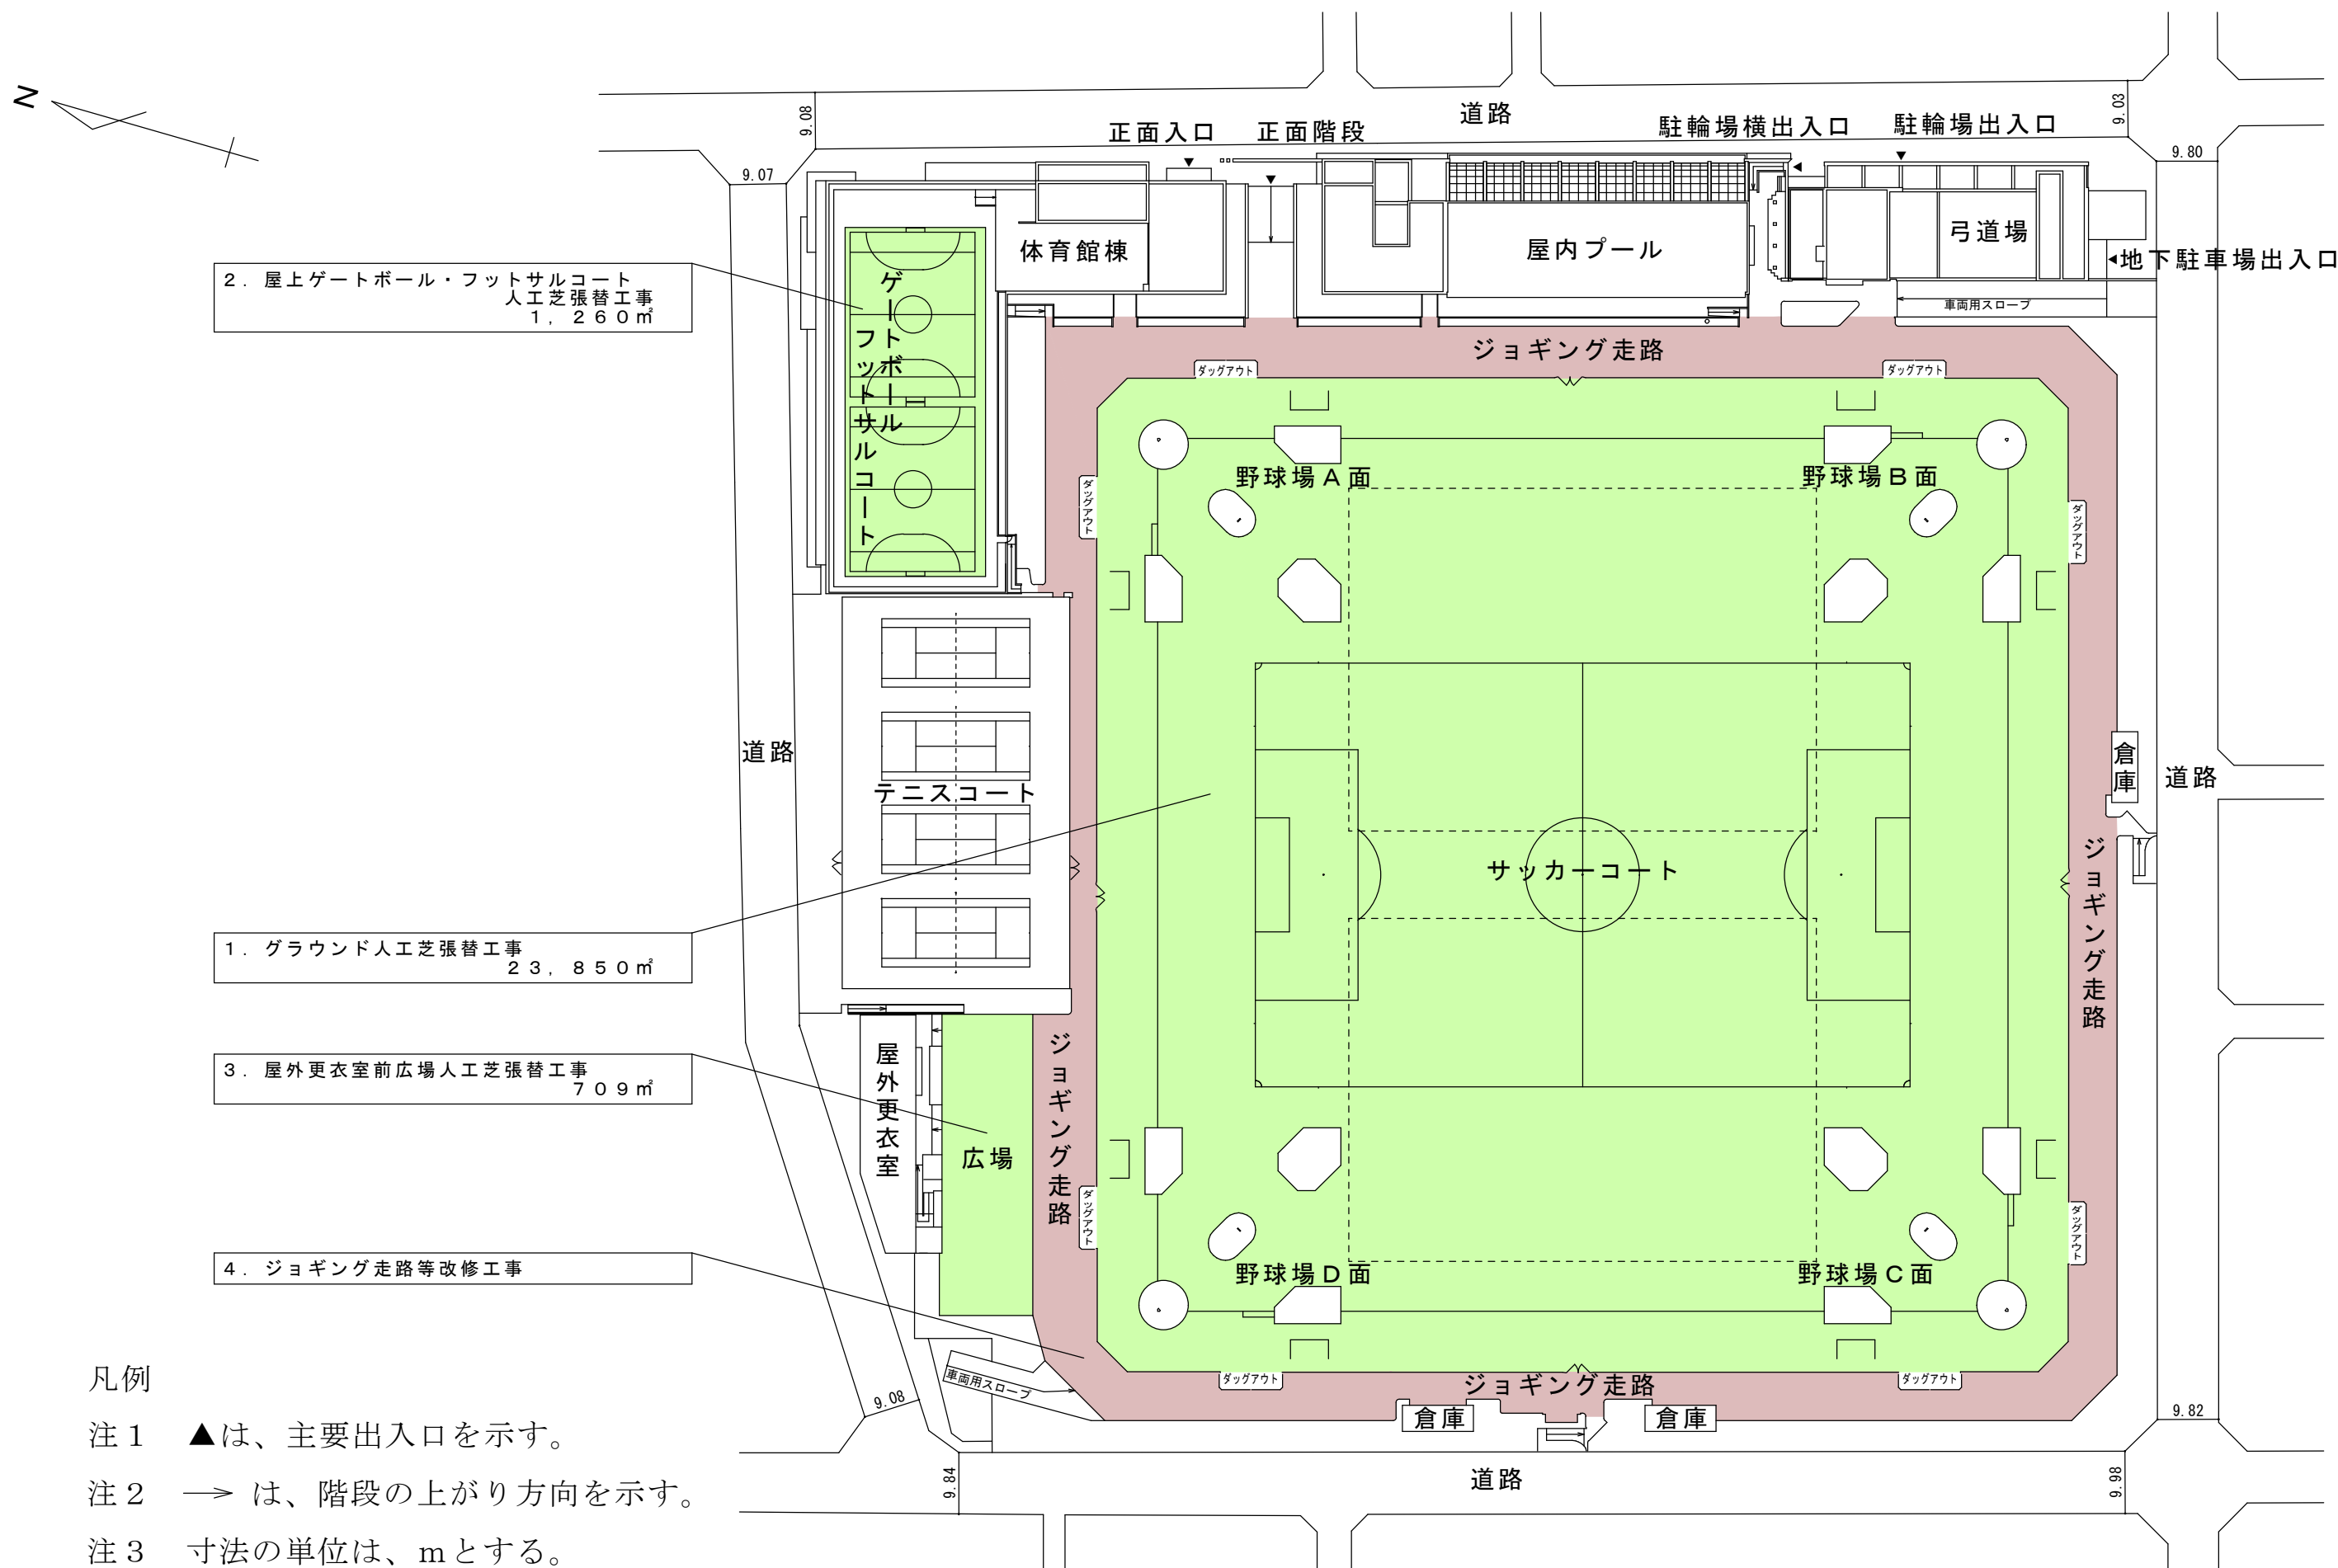 N
道路
9.08
9.03
正面入口
正面階段
駐輪場横出入口
駐輪場出入口
9.07
9.80
体育館棟
屋内プール
弓道場
◀地下駐車場出入口
車両用スロープ
2．屋上ゲートボール・フットサルコート
人工芝張替工事
1，260㎡
ゲートボール
フットサルコート
ジョギング走路
ダッグアウト
ダッグアウト
野球場A面
野球場B面
ダッグアウト
ダッグアウト
道路
テニスコート
サッカーコート
倉庫
道路
ジョギング走路
1．グラウンド人工芝張替工事
23，850㎡
3．屋外更衣室前広場人工芝張替工事
709㎡
屋外更衣室
広場
ジョギング走路
ダッグアウト
ダッグアウト
4．ジョギング走路等改修工事
野球場D面
野球場C面
車両用スロープ
ダッグアウト
ジョギング走路
ダッグアウト
倉庫
倉庫
9.08
9.82
9.84
道路
9.98
凡例
注1　▲は、主要出入口を示す。
注2　→は、階段の上がり方向を示す。
注3　寸法の単位は、mとする。